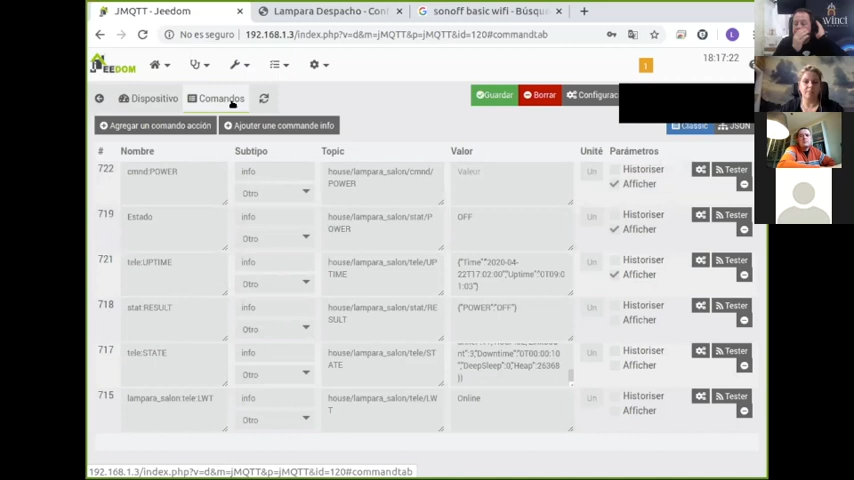 JMQTT - Jeedom
Lampara Despacho - Conf
sonoff basic wifi - Búsque
No es seguro
192.168.1.3/index.php?v=d&m=jMQTT&p=jMQTT&id=120#commandtab
L
JEEDOM
1
18:17:22
Dispositivo
Comandos
Guardar
Borrar
Configurac
Agregar un comando acción
Ajouter une commande info
Classic
JSON
# Nombre Subtipo Topic Valor Unité Parámetros
722 cmnd:POWER info house/lampara_salon/cmnd/ Valeur Un Historiser Tester
Otro POWER Afficher
719 Estado info house/lampara_salon/stat/P OFF Un Historiser Tester
Otro OWER Afficher
721 tele:UPTIME info house/lampara_salon/tele/UP {"Time":"2020-04- Un Historiser Tester
Otro PTIME 22T17:02:00","Uptime":"0T09:0 Afficher
1:03"}
718 stat:RESULT info house/lampara_salon/stat/RE {"POWER":"OFF"} Un Historiser Tester
Otro SULT Afficher
717 tele:STATE info house/lampara_salon/tele/ST nt":3,"Downtime":"0T00:00:10 Un Historiser Tester
Otro ATE ","DeepSleep":0,"Heap":26368 Afficher
}}
715 lampara_salon:tele:LWT info house/lampara_salon/tele/LW Online Un Historiser Tester
Otro T Afficher
192.168.1.3/index.php?v=d&m=jMQTT&p=jMQTT&id=120#commandtab
winci